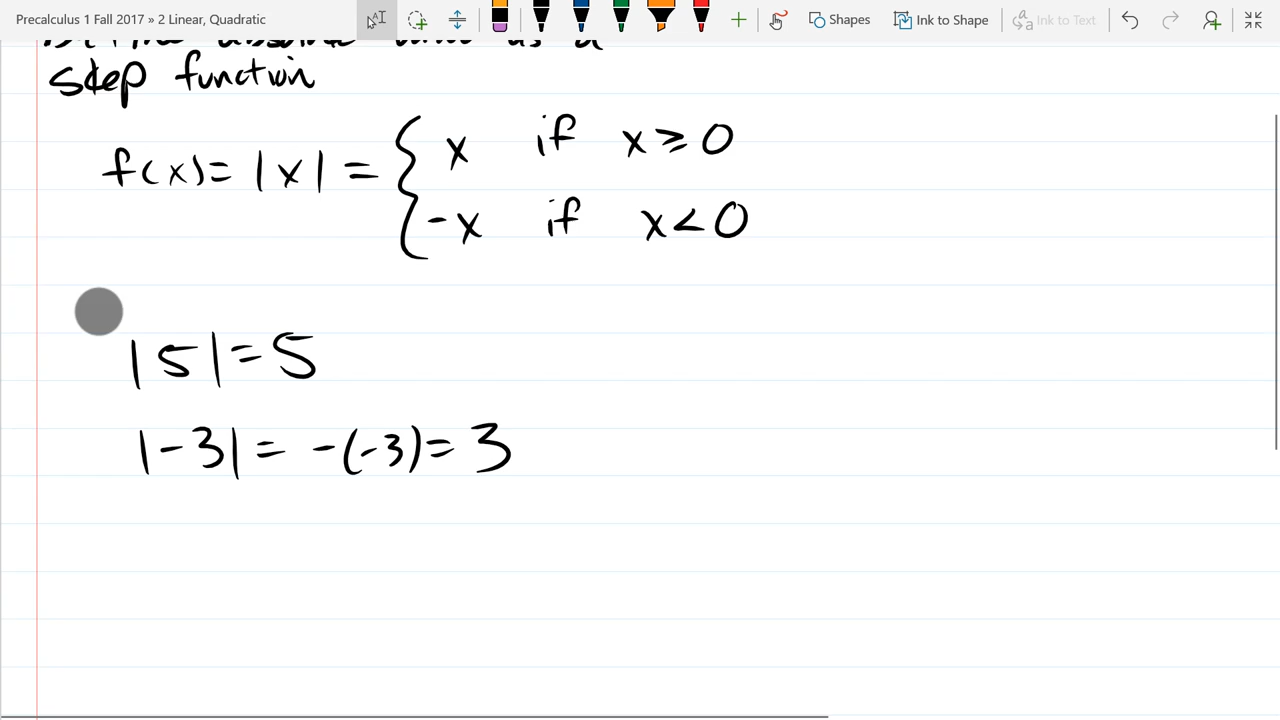 Precalculus 1 Fall 2017 » 2 Linear, Quadratic
Shapes
Ink to Shape
Ink to Text
as a
step function
f(x) = |x| = { x if x ≥ 0
-x if x < 0
|5| = 5
|-3| = -(-3) = 3